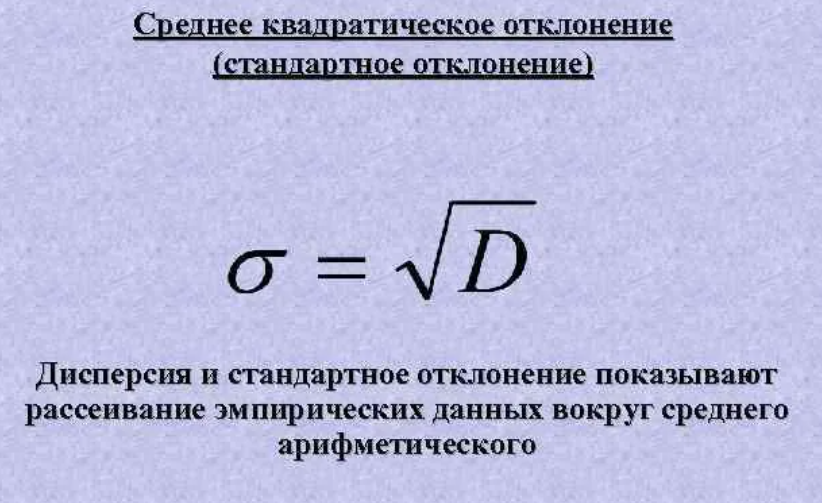 Среднее квадратическое отклонение
(стандартное отклонение)
σ = √D
Дисперсия и стандартное отклонение показывают
рассеивание эмпирических данных вокруг среднего
арифметического